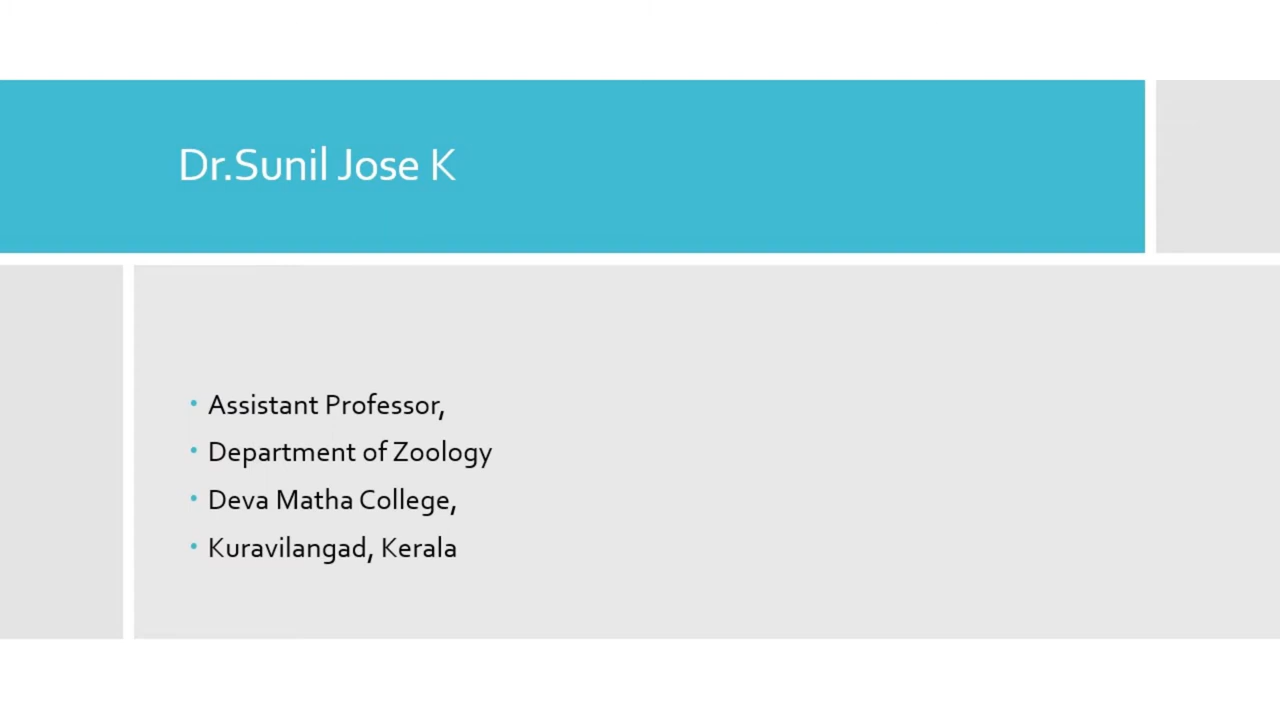 Dr.Sunil Jose K
• Assistant Professor,
• Department of Zoology
• Deva Matha College,
• Kuravilangad, Kerala